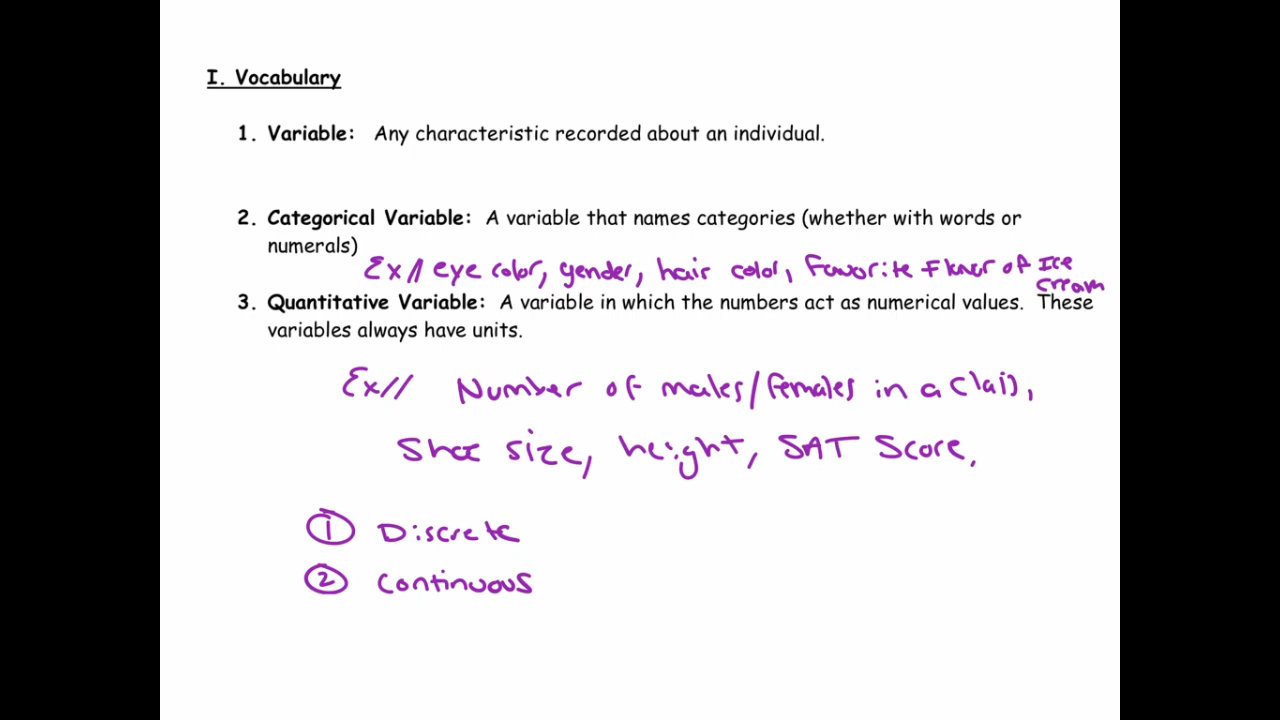 I. Vocabulary
1. Variable: Any characteristic recorded about an individual.
2. Categorical Variable: A variable that names categories (whether with words or
numerals)
Ex// eye color, gender, hair color, Favorite Flavor of Ice
cream
3. Quantitative Variable: A variable in which the numbers act as numerical values. These
variables always have units.
Ex// Number of males/females in a class,
Shoe size, height, SAT Score,
① Discrete
② Continuous